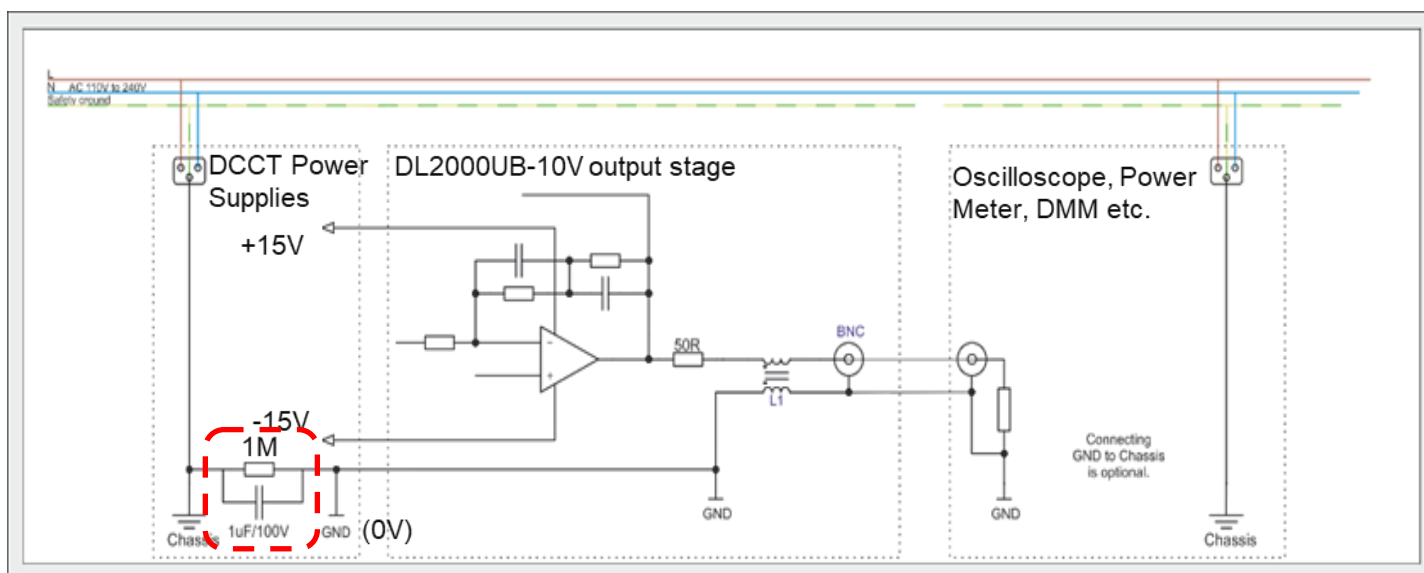 L
N AC 110V to 240V
Safety ground
DCCT Power
Supplies
+15V
-15V
1M
1uF/100V
Chassis
GND
(0V)
DL2000UB-10V output stage
-
+
50R
L1
BNC
GND
Oscilloscope, Power
Meter, DMM etc.
Connecting
GND to Chassis
is optional.
GND
Chassis